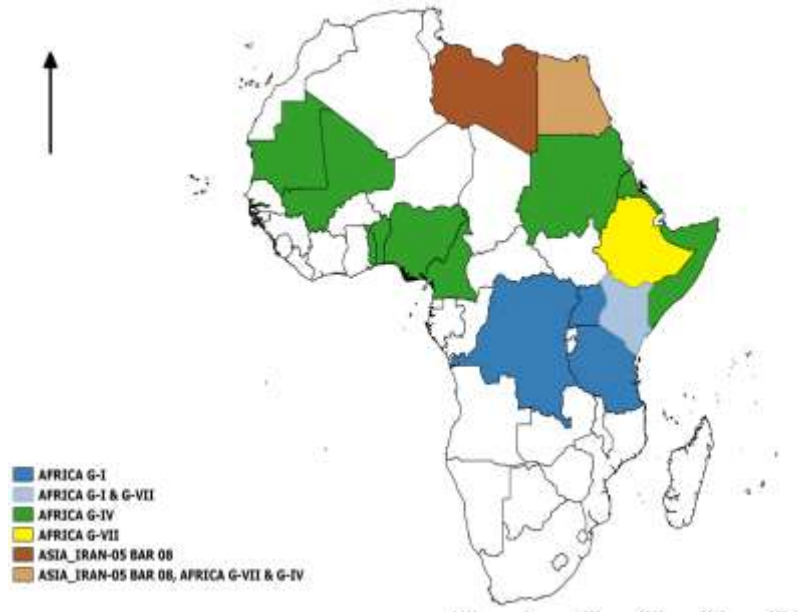 AFRICA G-I
AFRICA G-I & G-VII
AFRICA G-IV
AFRICA G-VII
ASIA_IRAN-05 BAR 08
ASIA_IRAN-05 BAR 08, AFRICA G-VII & G-IV